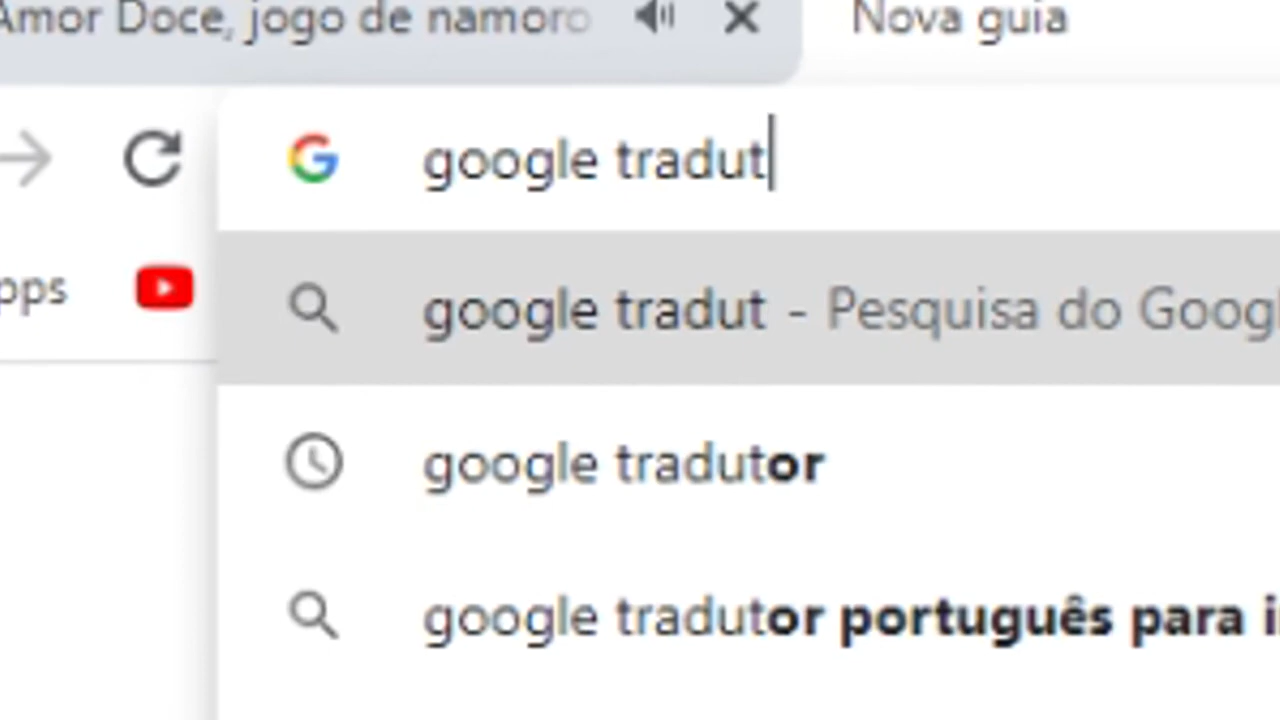 Amor Doce, jogo de namoro
Nova guia
google tradut
pps
google tradut - Pesquisa do Googl
google tradutor
google tradutor português para i